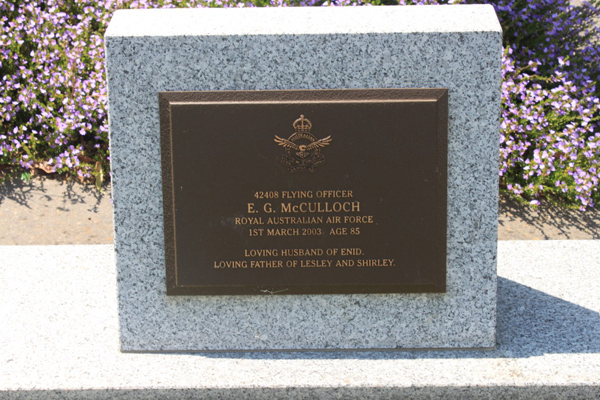 42408 FLYING OFFICER
E. G. McCULLOCH
ROYAL AUSTRALIAN AIR FORCE
1ST MARCH 2003 AGE 85
LOVING HUSBAND OF ENID.
LOVING FATHER OF LESLEY AND SHIRLEY.